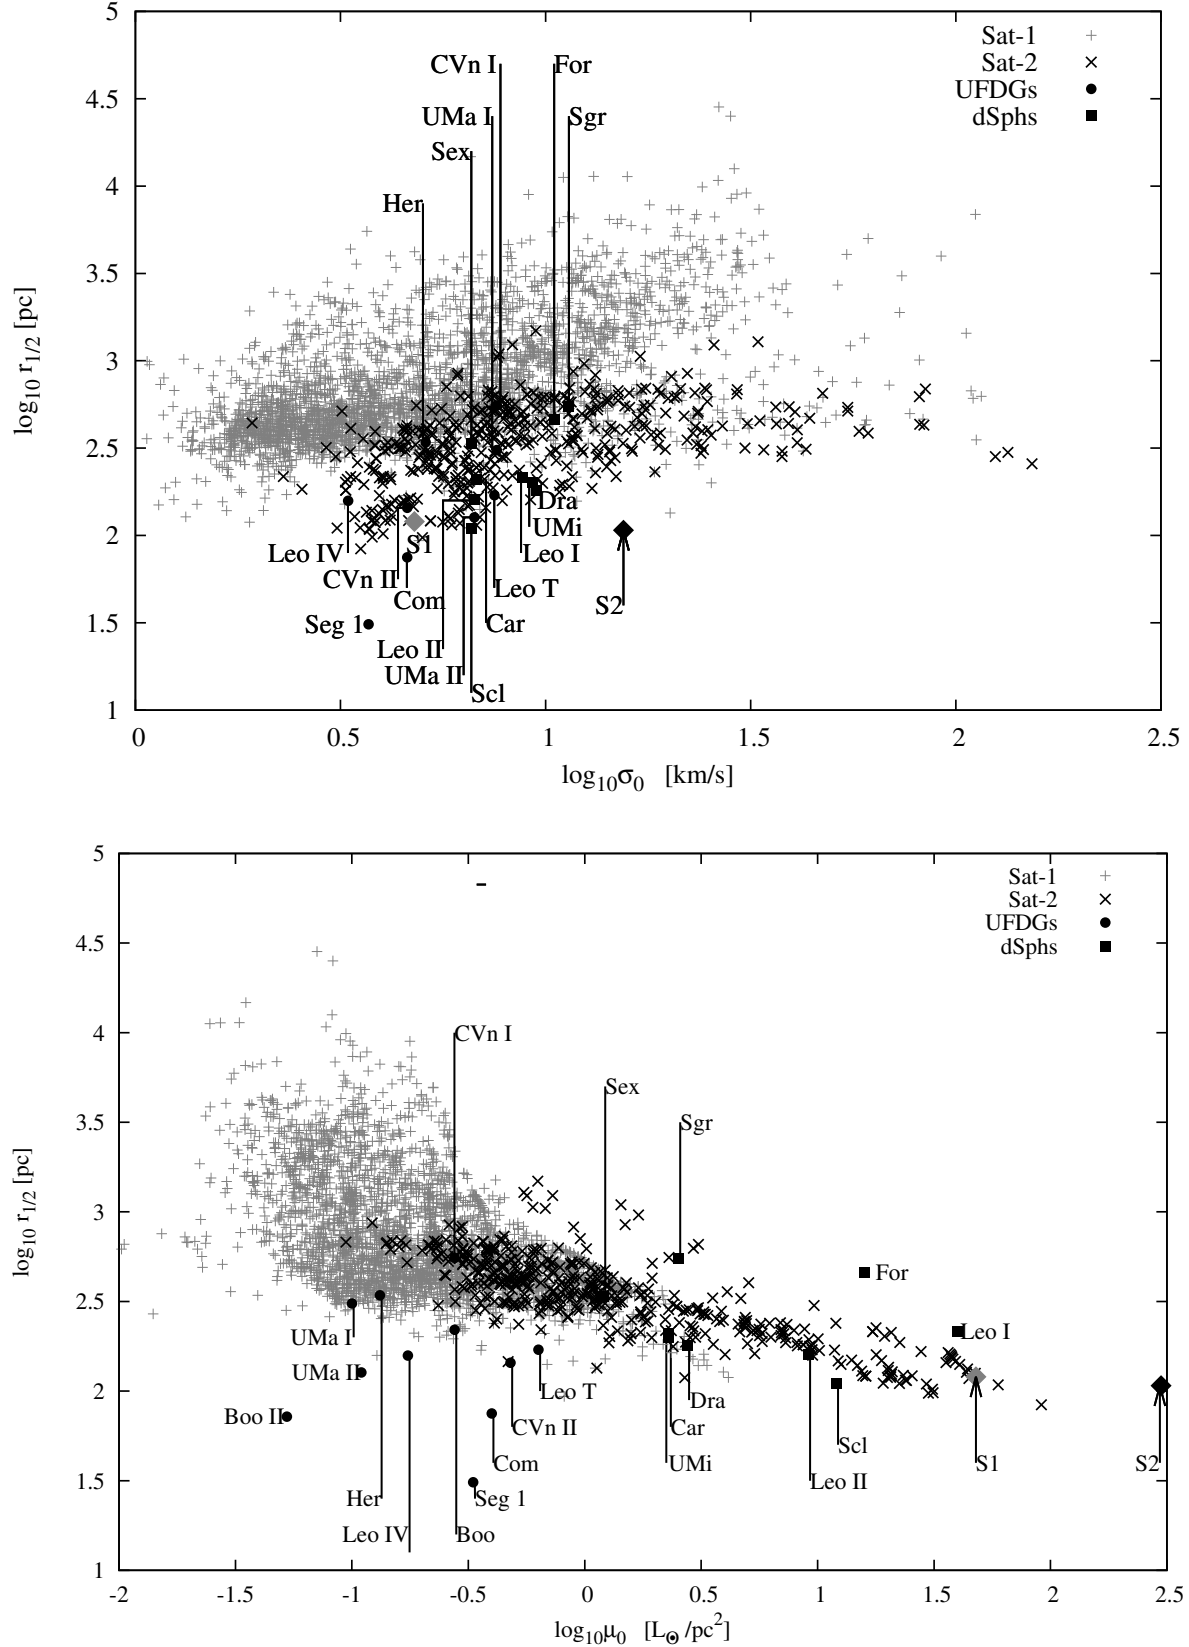 5
4.5
4
3.5
3
2.5
2
1.5
1
log10 r1/2 [pc]
Sat-1
Sat-2
UFDGs
dSphs
CVn I
For
UMa I
Sgr
Sex
Her
Dra
UMi
Leo IV
S1
Leo I
CVn II
Com
Leo T
S2
Seg 1
Car
Leo II
UMa II
Scl
0 0.5 1 1.5 2 2.5
log10σ0 [km/s]
5
4.5
4
3.5
3
2.5
2
1.5
1
log10 r1/2 [pc]
Sat-1
Sat-2
UFDGs
dSphs
CVn I
Sex
Sgr
For
UMa I
Leo I
UMa II
Leo T
Dra
Boo II
CVn II
Car
Scl
Com
UMi
S1
S2
Leo II
Her
Seg 1
Leo IV
Boo
-2 -1.5 -1 -0.5 0 0.5 1 1.5 2 2.5
log10μ0 [L⊙/pc2]